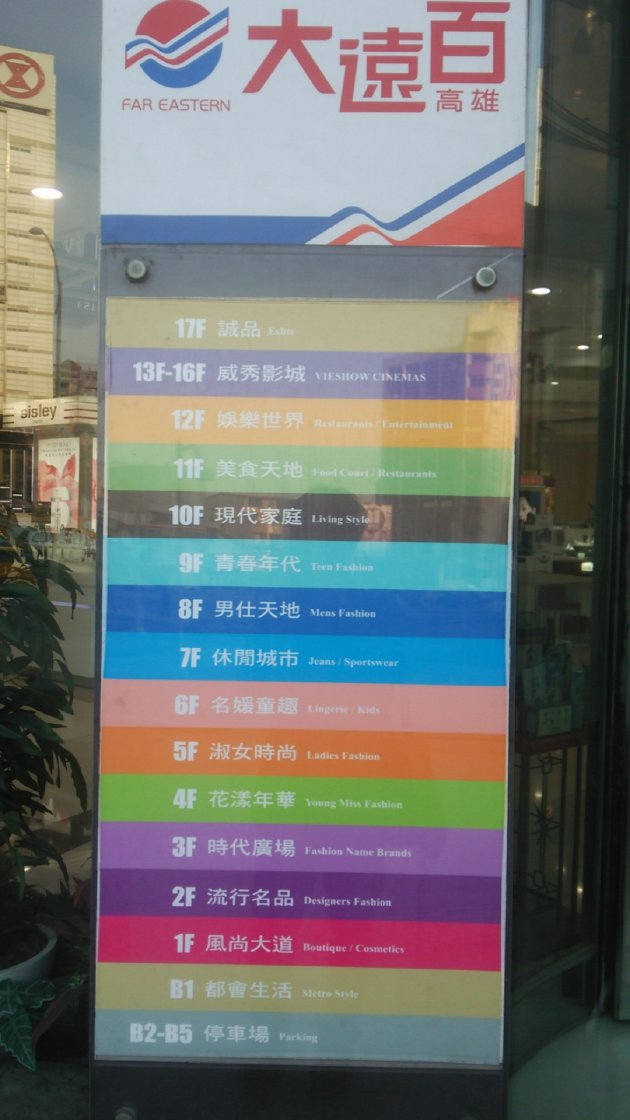 大遠百
FAR EASTERN 高雄
17F 誠品 Eslite
13F-16F 威秀影城 VIESHOW CINEMAS
12F 娛樂世界 Restaurants / Entertainment
11F 美食天地 Food Court / Restaurants
10F 現代家庭 Living Style
9F 青春年代 Teen Fashion
8F 男仕天地 Mens Fashion
7F 休閒城市 Jeans / Sportswear
6F 名媛童趣 Lingerie / Kids
5F 淑女時尚 Ladies Fashion
4F 花漾年華 Young Miss Fashion
3F 時代廣場 Fashion Name Brands
2F 流行名品 Designers Fashion
1F 風尚大道 Boutique / Cosmetics
B1 都會生活 Metro Style
B2-B5 停車場 Parking
sisley